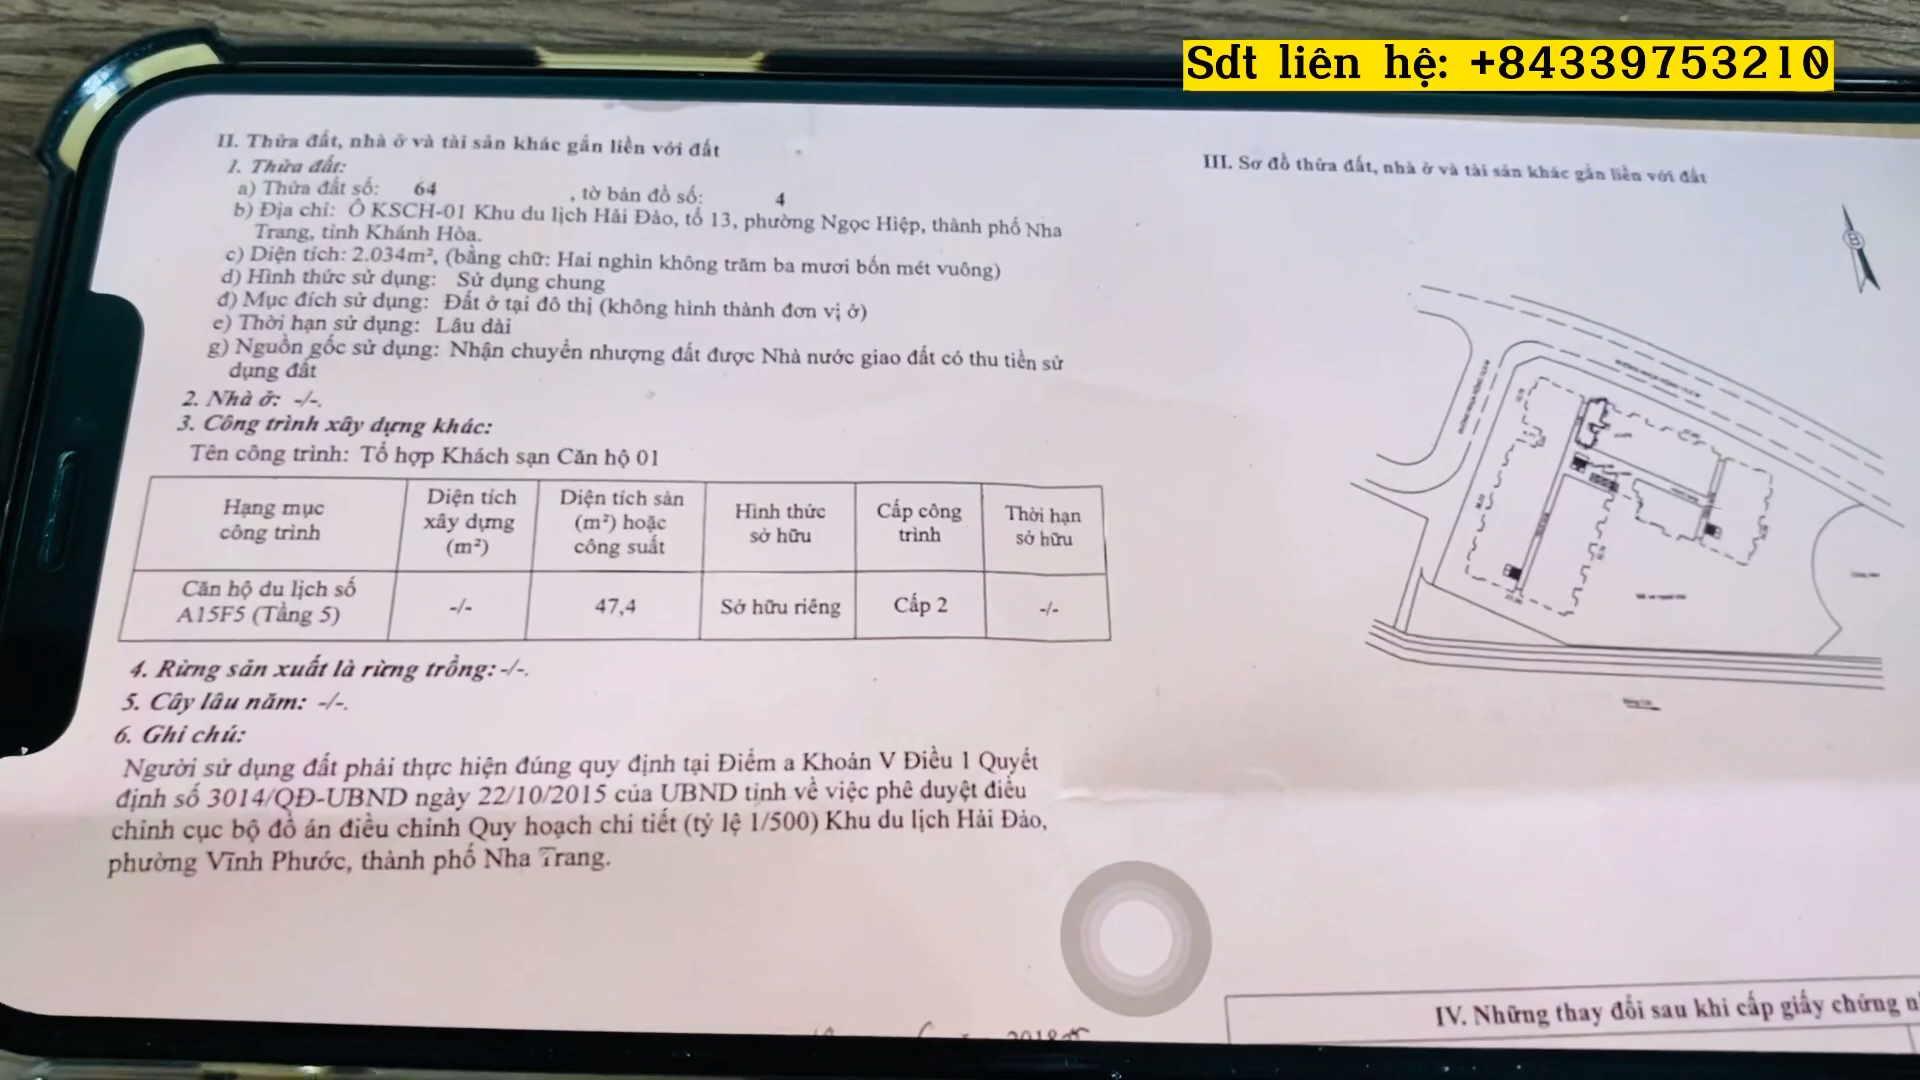 Sdt liên hệ: +84339753210
II. Thửa đất, nhà ở và tài sản khác gắn liền với đất
1. Thửa đất:
a) Thửa đất số: 64 , tờ bản đồ số: 4
b) Địa chỉ: Ô KSCH-01 Khu du lịch Hải Đảo, tổ 13, phường Ngọc Hiệp, thành phố Nha
Trang, tỉnh Khánh Hòa.
c) Diện tích: 2.034m², (bằng chữ: Hai nghìn không trăm ba mươi bốn mét vuông)
d) Hình thức sử dụng: Sử dụng chung
đ) Mục đích sử dụng: Đất ở tại đô thị (không hình thành đơn vị ở)
e) Thời hạn sử dụng: Lâu dài
g) Nguồn gốc sử dụng: Nhận chuyển nhượng đất được Nhà nước giao đất có thu tiền sử
dụng đất
2. Nhà ở: -/-.
3. Công trình xây dựng khác:
Tên công trình: Tổ hợp Khách sạn Căn hộ 01
Hạng mục
công trình
Diện tích
xây dựng
(m²)
Diện tích sàn
(m²) hoặc
công suất
Hình thức
sở hữu
Cấp công
trình
Thời hạn
sở hữu
Căn hộ du lịch số
A15F5 (Tầng 5)
-/-
47,4
Sở hữu riêng
Cấp 2
-/-
4. Rừng sản xuất là rừng trồng: -/-.
5. Cây lâu năm: -/-.
6. Ghi chú:
Người sử dụng đất phải thực hiện đúng quy định tại Điểm a Khoản V Điều 1 Quyết
định số 3014/QĐ-UBND ngày 22/10/2015 của UBND tỉnh về việc phê duyệt điều
chỉnh cục bộ đồ án điều chỉnh Quy hoạch chi tiết (tỷ lệ 1/500) Khu du lịch Hải Đảo,
phường Vĩnh Phước, thành phố Nha Trang.
III. Sơ đồ thửa đất, nhà ở và tài sản khác gắn liền với đất
B
IV. Những thay đổi sau khi cấp giấy chứng